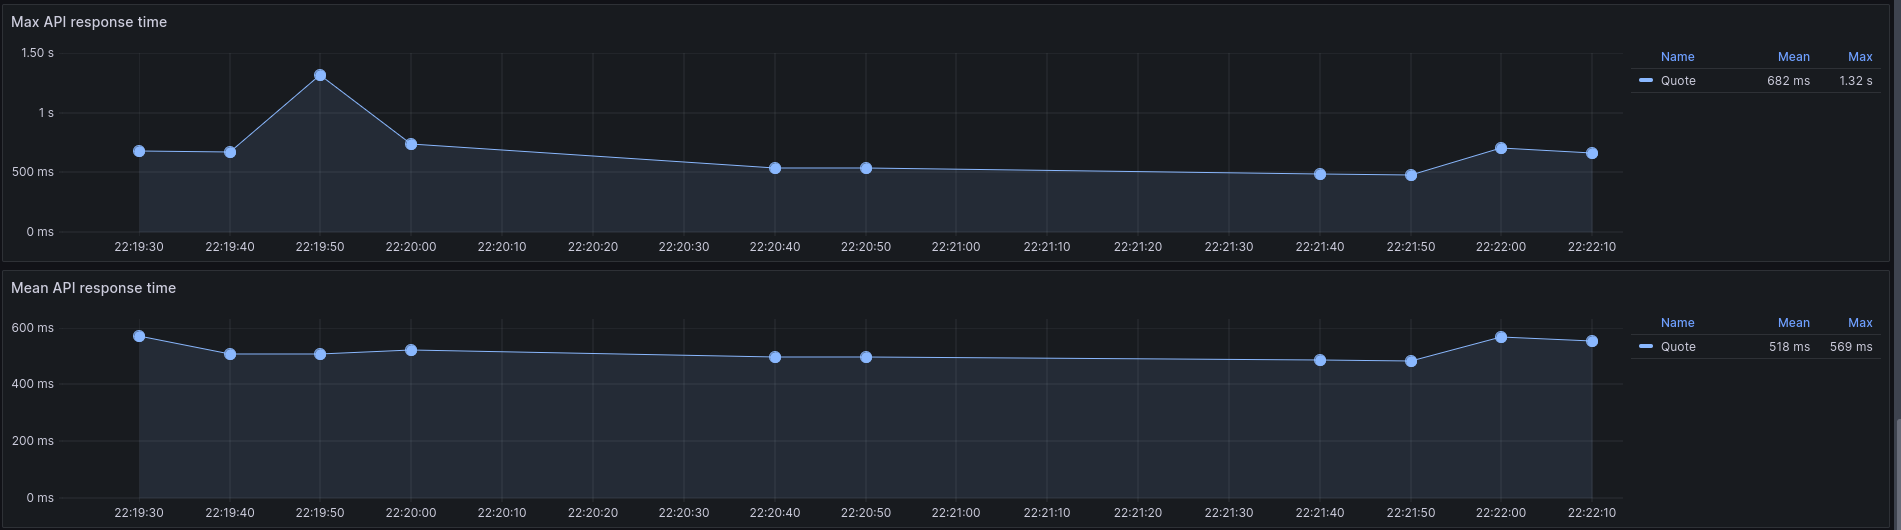 Max API response time
1.50 s
1 s
500 ms
0 ms
22:19:30 22:19:40 22:19:50 22:20:00 22:20:10 22:20:20 22:20:30 22:20:40 22:20:50 22:21:00 22:21:10 22:21:20 22:21:30 22:21:40 22:21:50 22:22:00 22:22:10
Name Mean Max
Quote 682 ms 1.32 s
Mean API response time
600 ms
400 ms
200 ms
0 ms
22:19:30 22:19:40 22:19:50 22:20:00 22:20:10 22:20:20 22:20:30 22:20:40 22:20:50 22:21:00 22:21:10 22:21:20 22:21:30 22:21:40 22:21:50 22:22:00 22:22:10
Name Mean Max
Quote 518 ms 569 ms